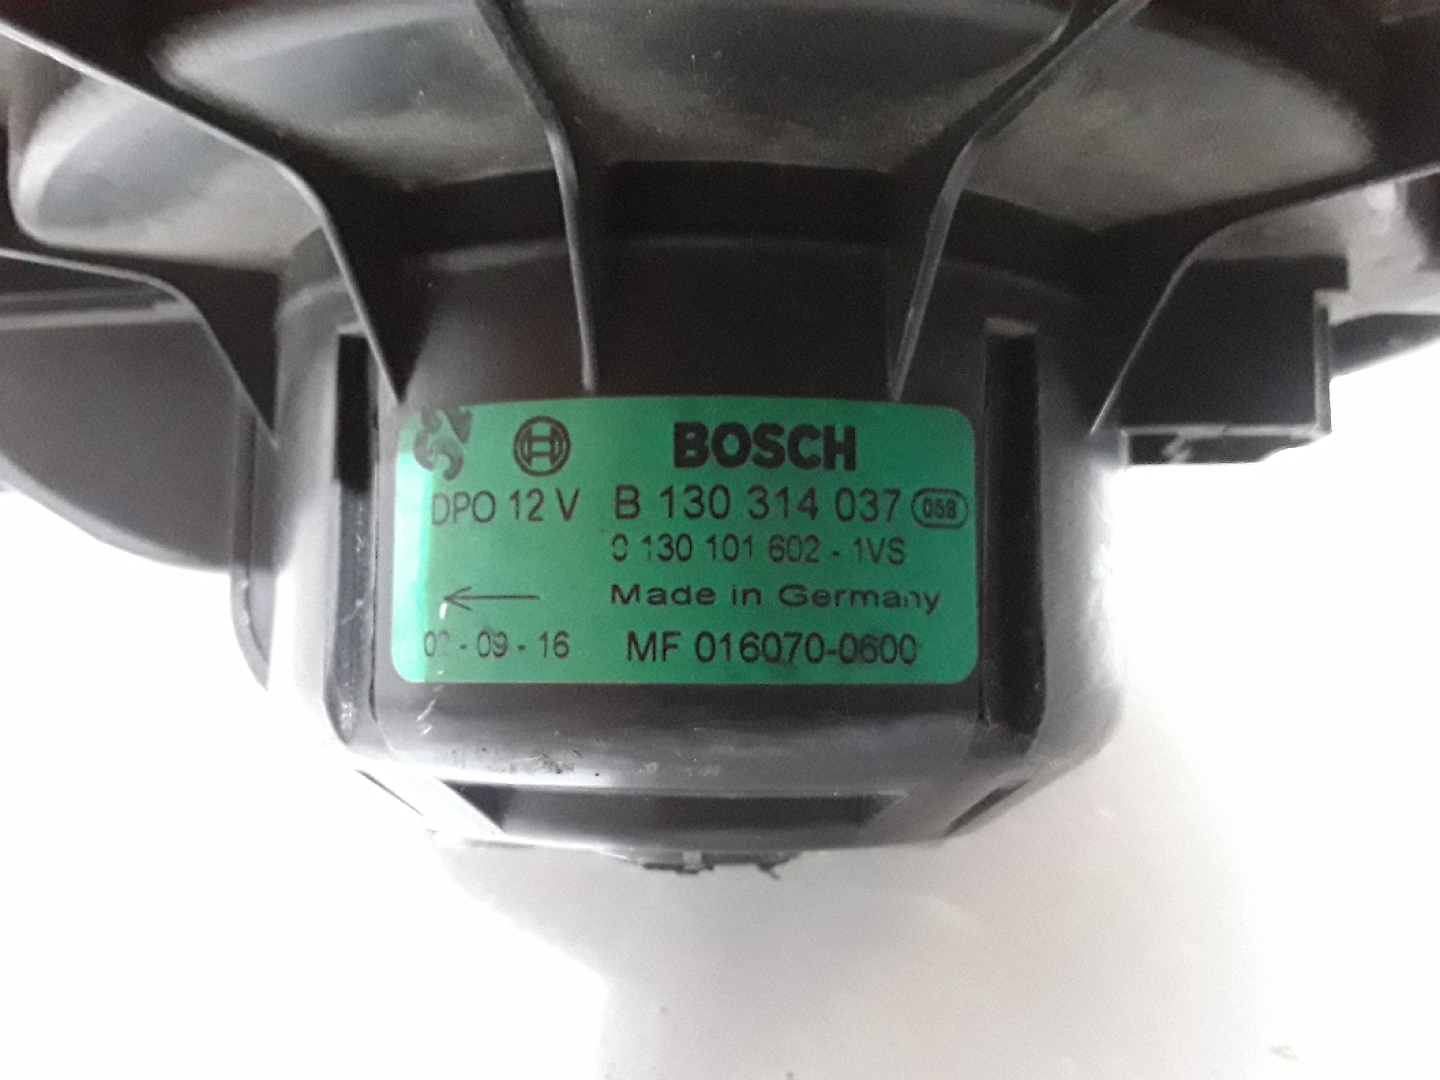 52 BOSCH
DPO 12 V B 130 314 037 058
0 130 101 602 - 1VS
Made in Germany
- 09 - 16 MF 016070-0600